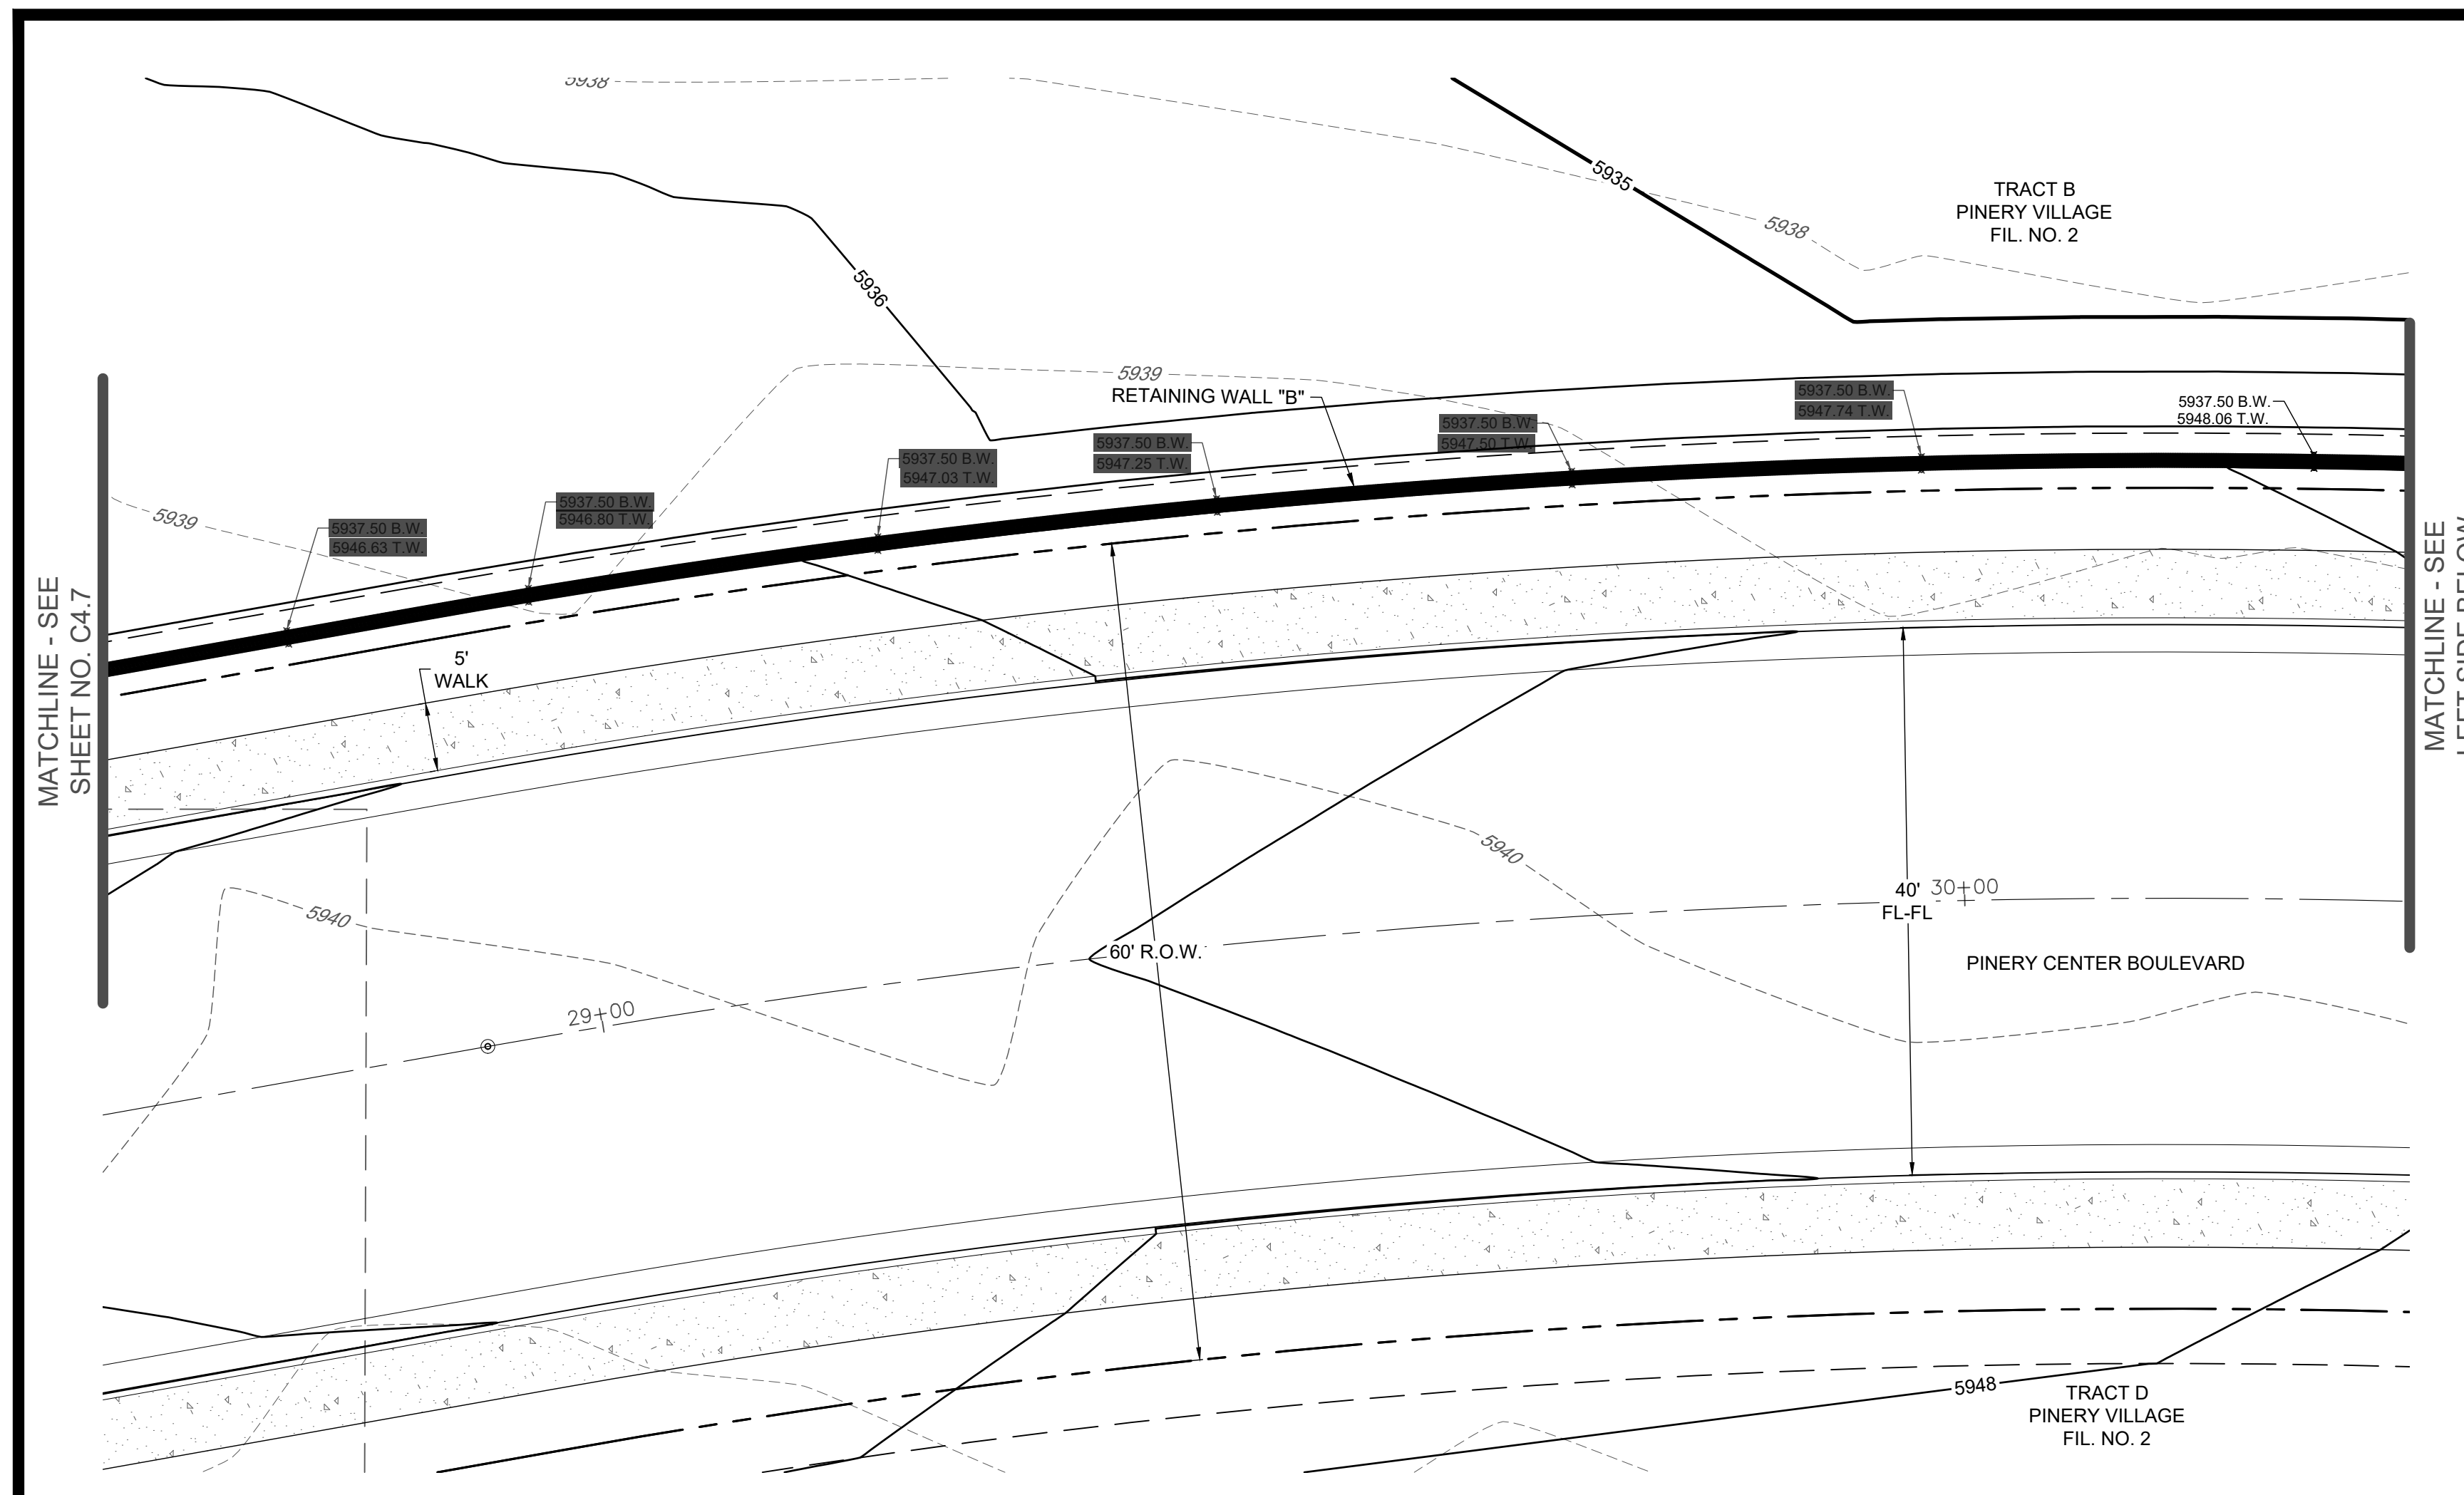 5938
5935
TRACT B
PINERY VILLAGE
FIL. NO. 2
5938
5936
5939
RETAINING WALL "B"
5937.50 B.W.
5947.74 T.W.
5937.50 B.W.
5948.06 T.W.
5937.50 B.W.
5947.50 T.W.
5937.50 B.W.
5947.25 T.W.
5937.50 B.W.
5947.03 T.W.
5937.50 B.W.
5946.80 T.W.
5939
5937.50 B.W.
5946.63 T.W.
MATCHLINE - SEE
SHEET NO. C4.7
MATCHLINE - SEE
LEFT SIDE BELOW
5'
WALK
5940
40'
FL-FL
30+00
5940
60' R.O.W.
PINERY CENTER BOULEVARD
29+00
5948
TRACT D
PINERY VILLAGE
FIL. NO. 2